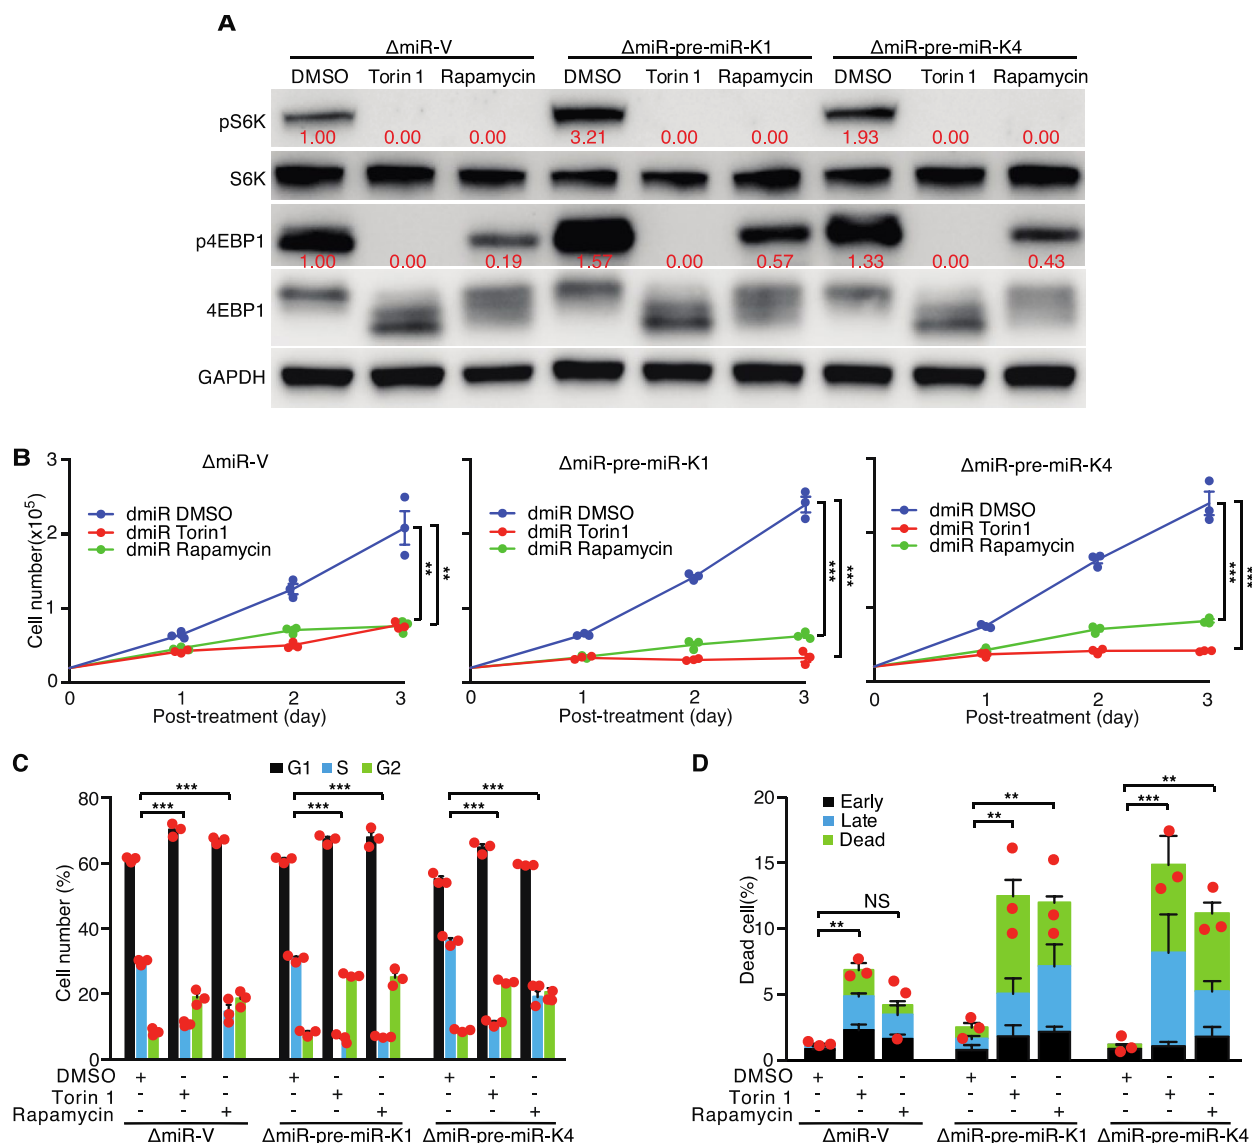 A
ΔmiR-V ΔmiR-pre-miR-K1 ΔmiR-pre-miR-K4
DMSO Torin 1 Rapamycin DMSO Torin 1 Rapamycin DMSO Torin 1 Rapamycin
pS6K
1.00 0.00 0.00 3.21 0.00 0.00 1.93 0.00 0.00
S6K
p4EBP1
1.00 0.00 0.19 1.57 0.00 0.57 1.33 0.00 0.43
4EBP1
GAPDH
B
ΔmiR-V
Cell number(x10⁵)
3
2
1
0
dmiR DMSO
dmiR Torin1
dmiR Rapamycin
**
**
0 1 2 3
Post-treatment (day)
ΔmiR-pre-miR-K1
dmiR DMSO
dmiR Torin1
dmiR Rapamycin
***
***
0 1 2 3
Post-treatment (day)
ΔmiR-pre-miR-K4
dmiR DMSO
dmiR Torin1
dmiR Rapamycin
***
***
0 1 2 3
Post-treatment (day)
C
G1 S G2
Cell number (%)
80
60
40
20
0
*** *** ***
*** *** ***
DMSO + - - + - - + - -
Torin 1 - + - - + - - + -
Rapamycin - - + - - + - - +
ΔmiR-V ΔmiR-pre-miR-K1 ΔmiR-pre-miR-K4
D
Early
Late
Dead
Dead cell(%)
20
15
10
5
0
NS ** **
** ** ***
DMSO + - - + - - + - -
Torin 1 - + - - + - - + -
Rapamycin - - + - - + - - +
ΔmiR-V ΔmiR-pre-miR-K1 ΔmiR-pre-miR-K4